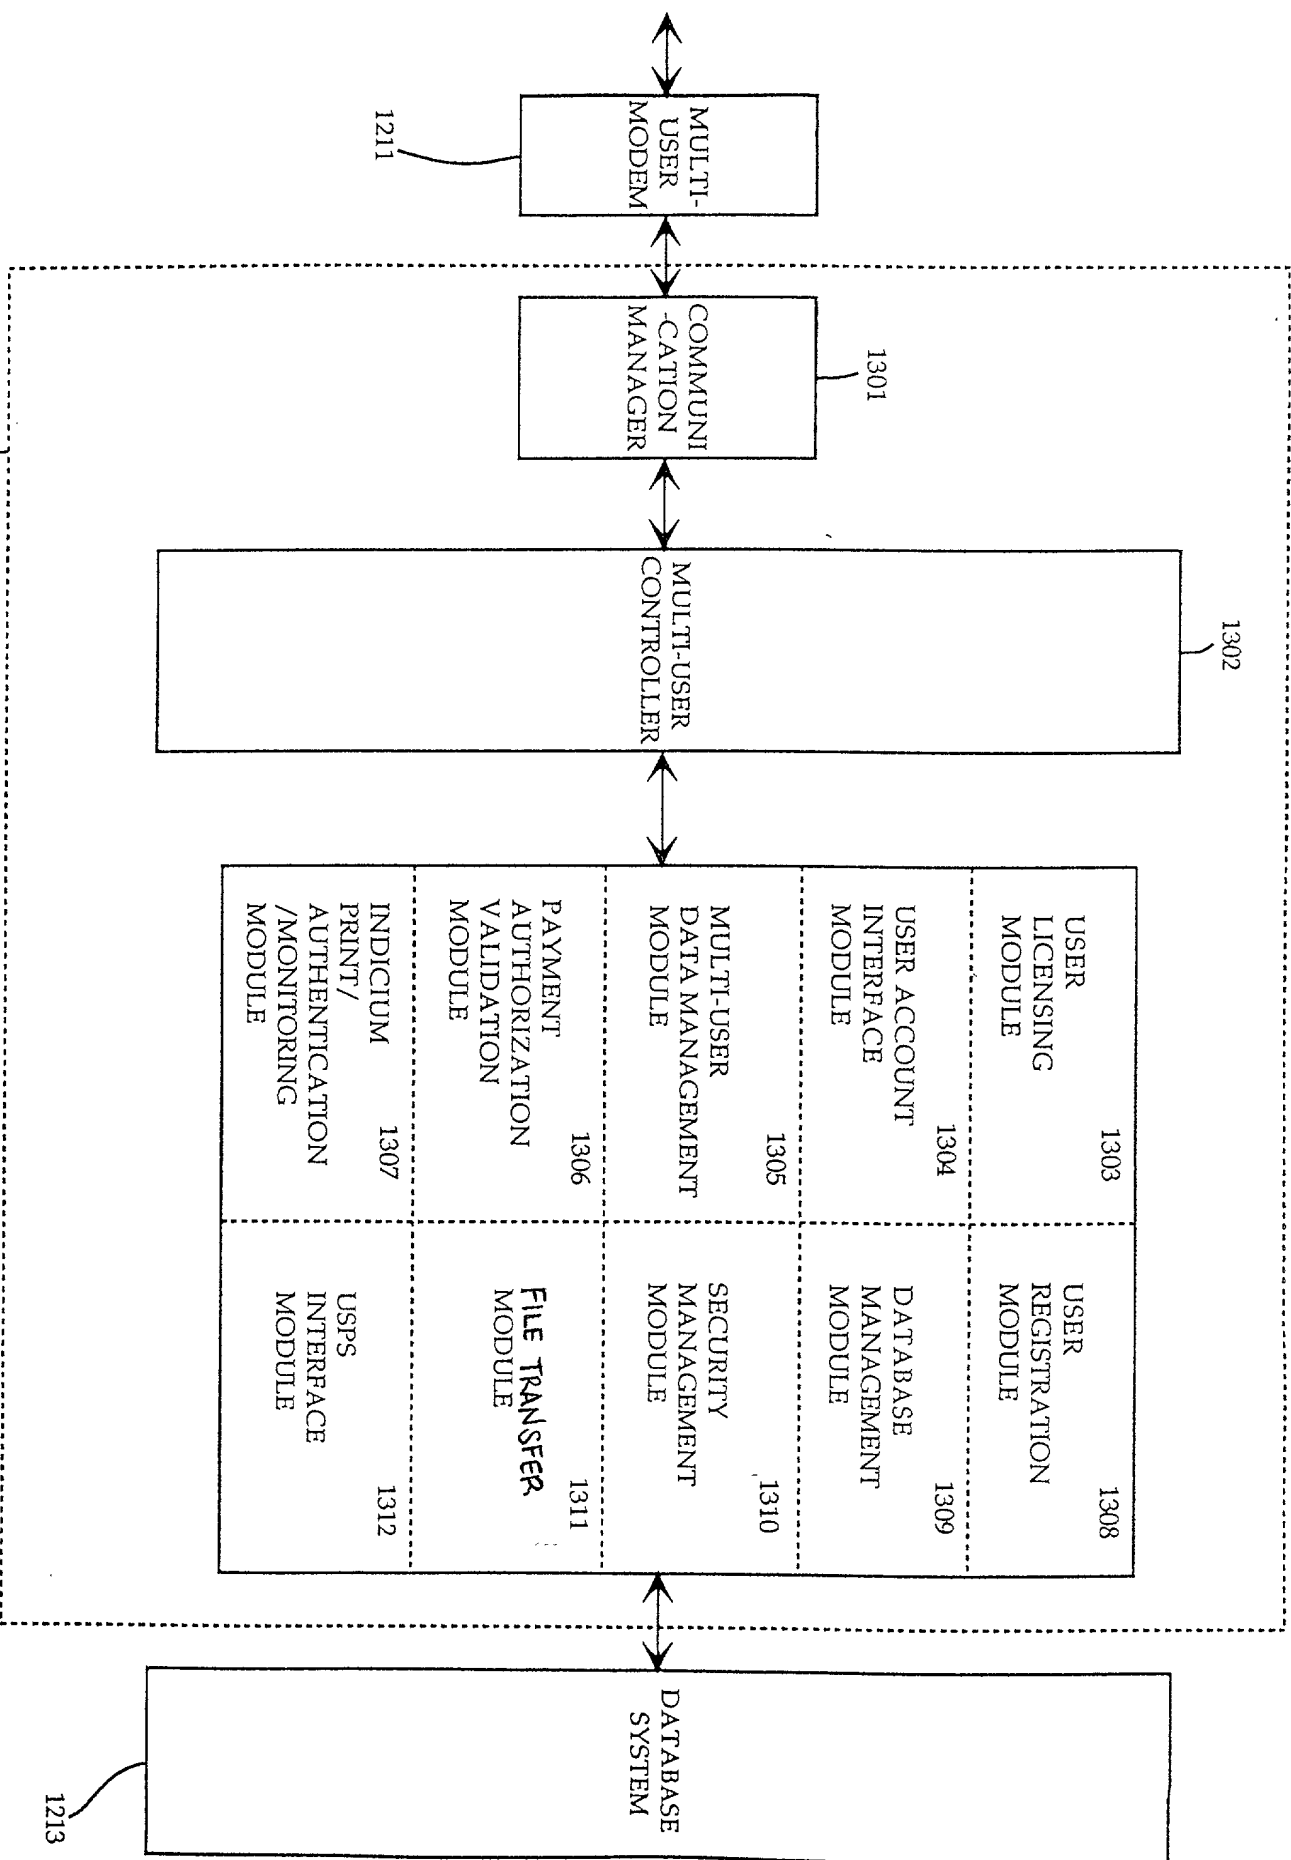 MULTI-
USER
MODEM
1211
COMMUNI
-CATION
MANAGER
1301
MULTI-USER
CONTROLLER
1302
USER
LICENSING
MODULE
1303
USER ACCOUNT
INTERFACE
MODULE
1304
MULTI-USER
DATA MANAGEMENT
MODULE
1305
PAYMENT
AUTHORIZATION
VALIDATION
MODULE
1306
INDICIUM
PRINT/
AUTHENTICATION
/MONITORING
MODULE
1307
USER
REGISTRATION
MODULE
1308
DATABASE
MANAGEMENT
MODULE
1309
SECURITY
MANAGEMENT
MODULE
1310
FILE TRANSFER
MODULE
1311
USPS
INTERFACE
MODULE
1312
DATABASE
SYSTEM
1213